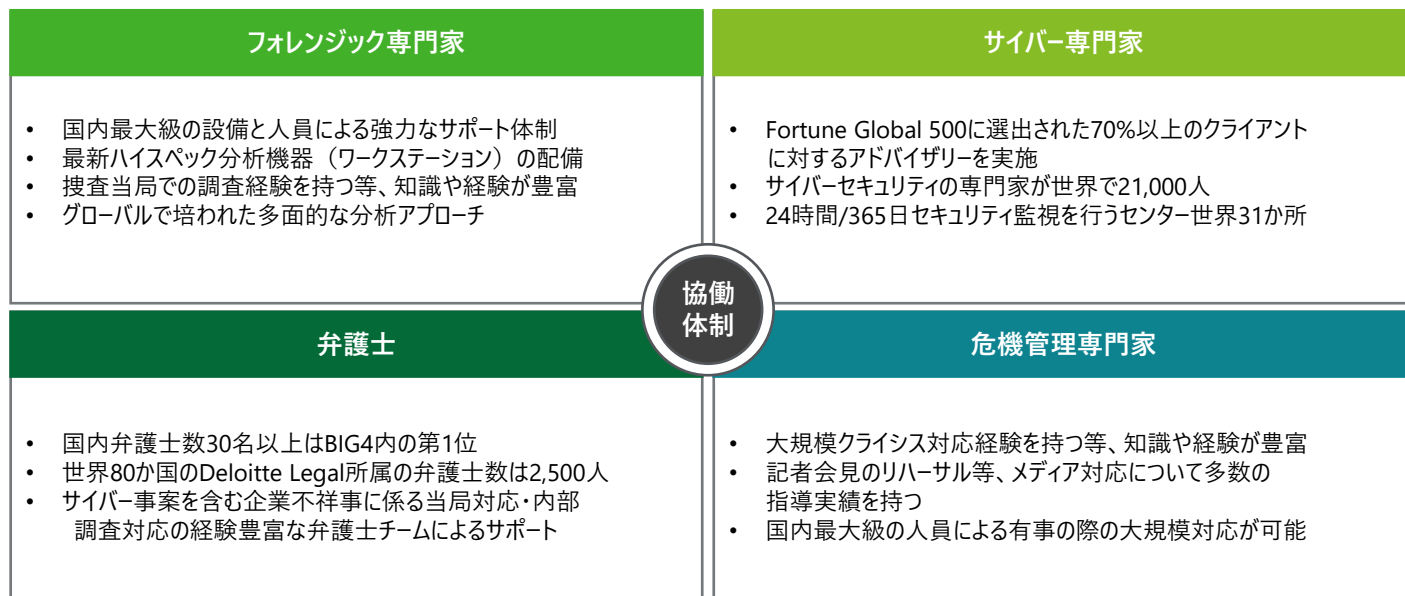 フォレンジック専門家
• 国内最大級の設備と人員による強力なサポート体制
• 最新ハイスペック分析機器（ワークステーション）の配備
• 捜査当局での調査経験を持つ等、知識や経験が豊富
• グローバルで培われた多面的な分析アプローチ
サイバー専門家
• Fortune Global 500に選出された70%以上のクライアント
に対するアドバイザリーを実施
• サイバーセキュリティの専門家が世界で21,000人
• 24時間/365日セキュリティ監視を行うセンター世界31か所
協働
体制
弁護士
• 国内弁護士数30名以上はBIG4内の第1位
• 世界80か国のDeloitte Legal所属の弁護士数は2,500人
• サイバー事案を含む企業不祥事に係る当局対応・内部
調査対応の経験豊富な弁護士チームによるサポート
危機管理専門家
• 大規模クライシス対応経験を持つ等、知識や経験が豊富
• 記者会見のリハーサル等、メディア対応について多数の
指導実績を持つ
• 国内最大級の人員による有事の際の大規模対応が可能